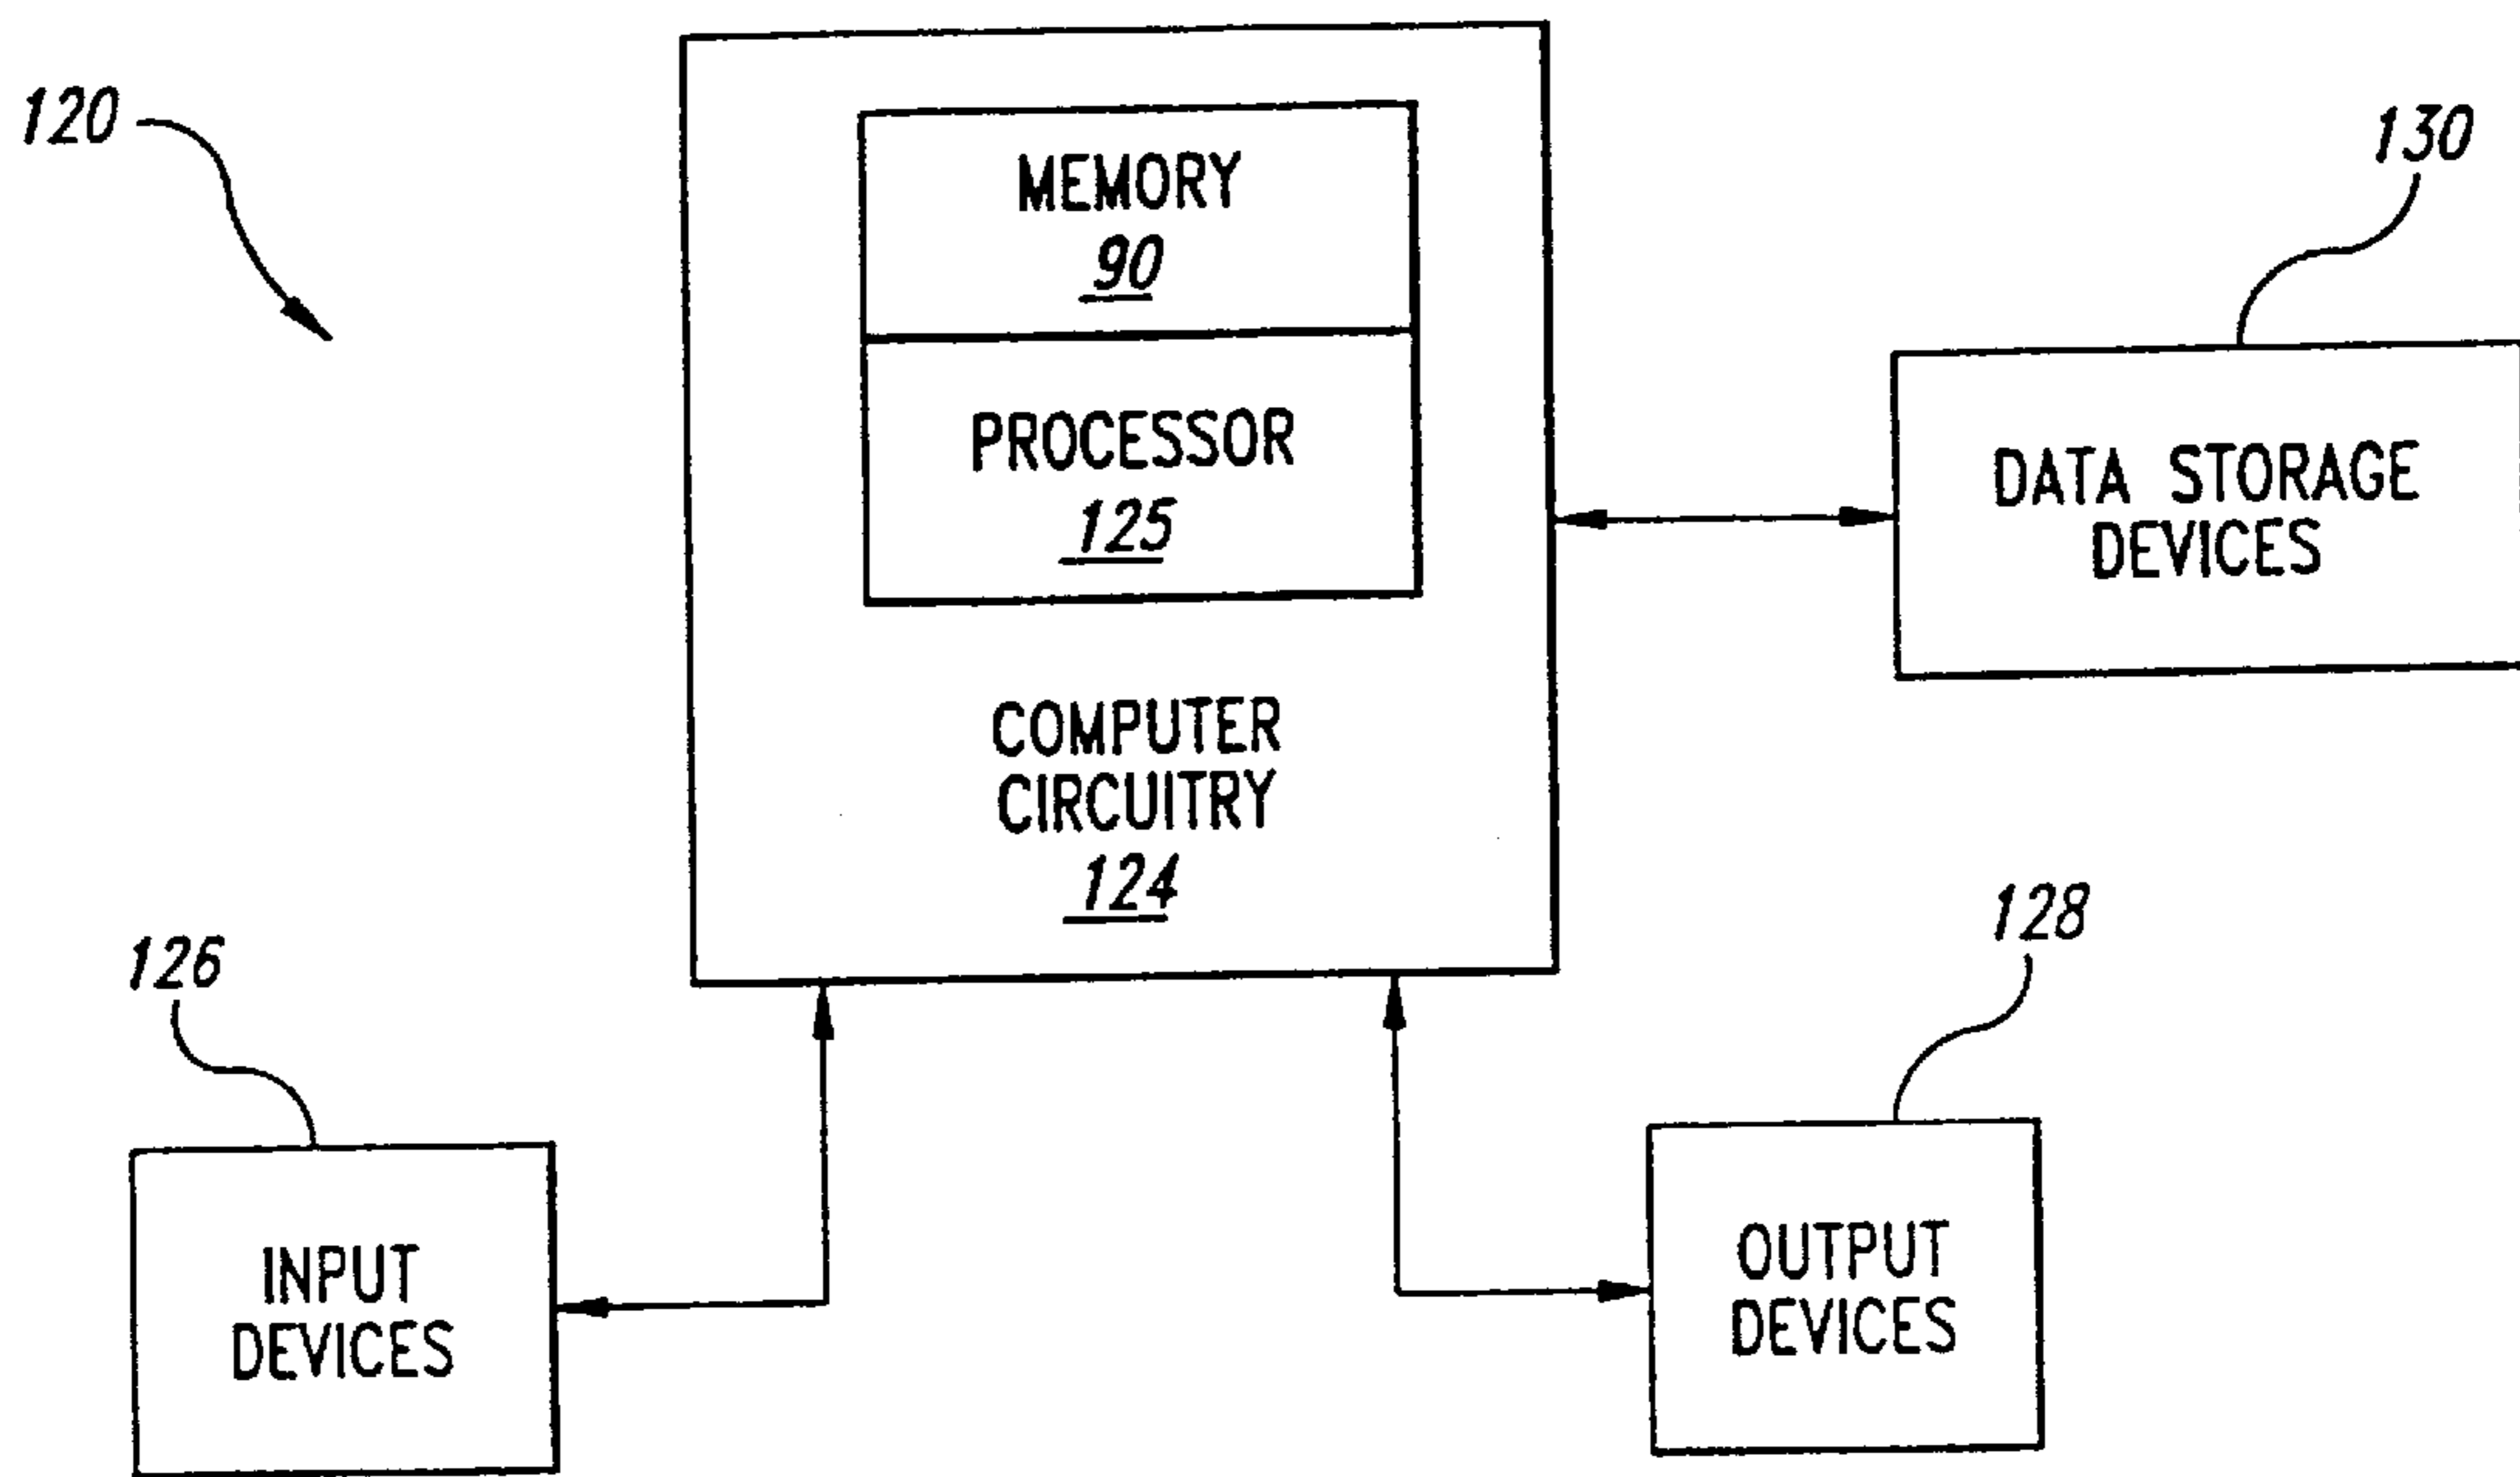 120
MEMORY
90
130
PROCESSOR
125
DATA STORAGE
DEVICES
COMPUTER
CIRCUITRY
124
126
128
INPUT
DEVICES
OUTPUT
DEVICES